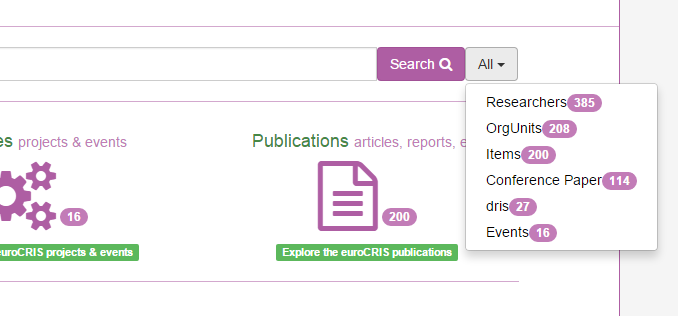 Search
All
Researchers 385
OrgUnits 208
Items 200
Conference Paper 114
dris 27
Events 16
projects & events
Publications articles, reports, e
16
200
euroCRIS projects & events
Explore the euroCRIS publications